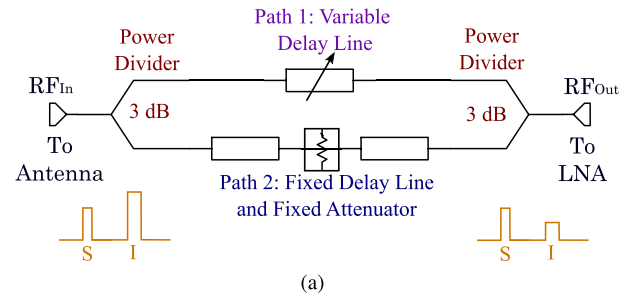 Path 1: Variable
Delay Line
Power
Divider
Power
Divider
RFIn
3 dB
3 dB
RFOut
To
Antenna
To
LNA
Path 2: Fixed Delay Line
and Fixed Attenuator
S I
S I
(a)